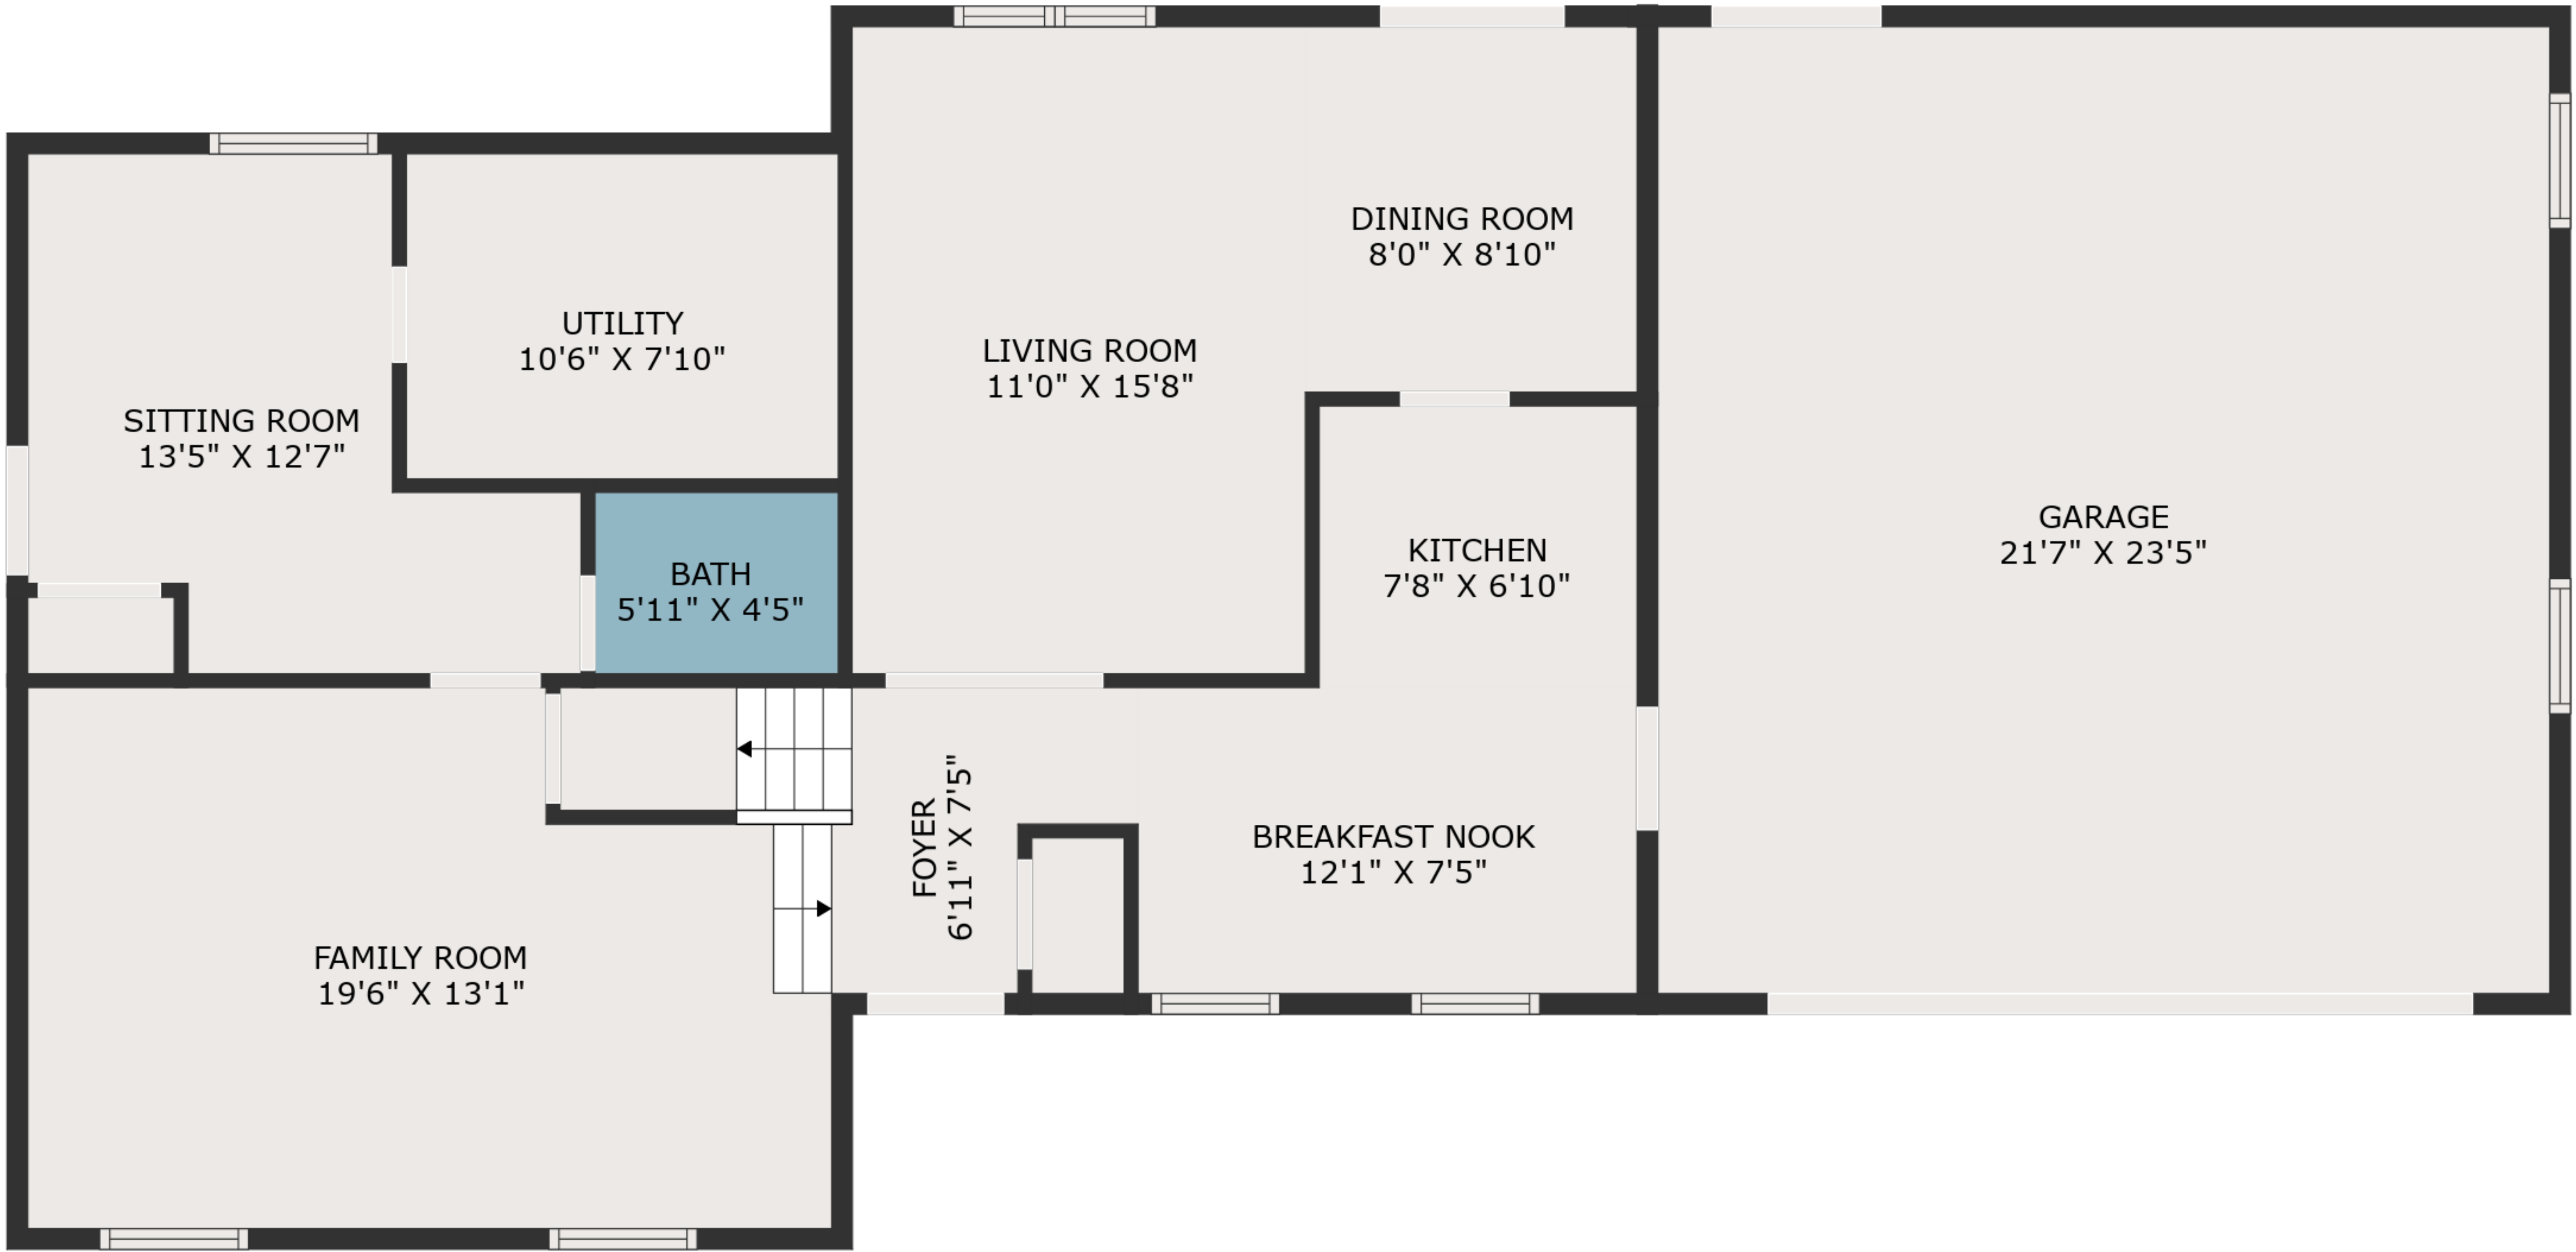 DINING ROOM
8'0" X 8'10"
UTILITY
10'6" X 7'10"
LIVING ROOM
11'0" X 15'8"
SITTING ROOM
13'5" X 12'7"
GARAGE
21'7" X 23'5"
KITCHEN
7'8" X 6'10"
BATH
5'11" X 4'5"
FOYER
6'11" X 7'5"
BREAKFAST NOOK
12'1" X 7'5"
FAMILY ROOM
19'6" X 13'1"